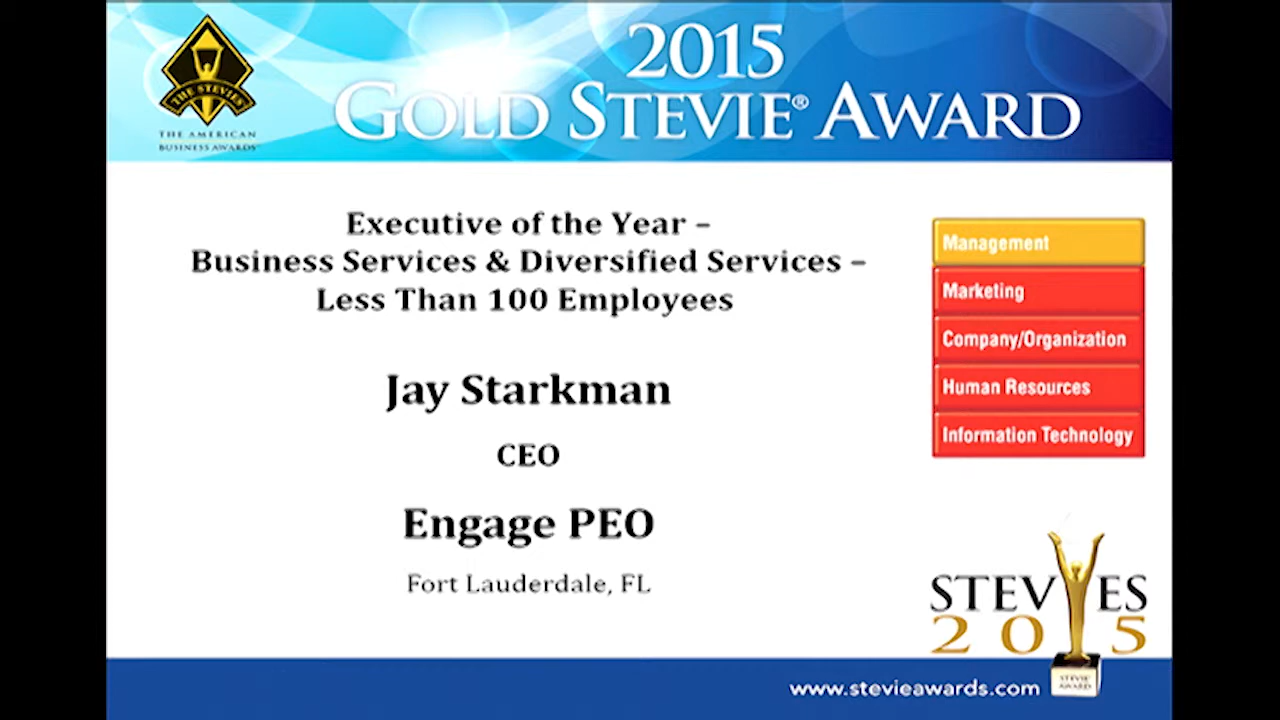 THE STEVIES
THE AMERICAN
BUSINESS AWARDS
2015
GOLD STEVIE® AWARD
Executive of the Year –
Business Services & Diversified Services –
Less Than 100 Employees
Jay Starkman
CEO
Engage PEO
Fort Lauderdale, FL
Management
Marketing
Company/Organization
Human Resources
Information Technology
STEVIES
2015
STEVIE®
AWARD
www.stevieawards.com